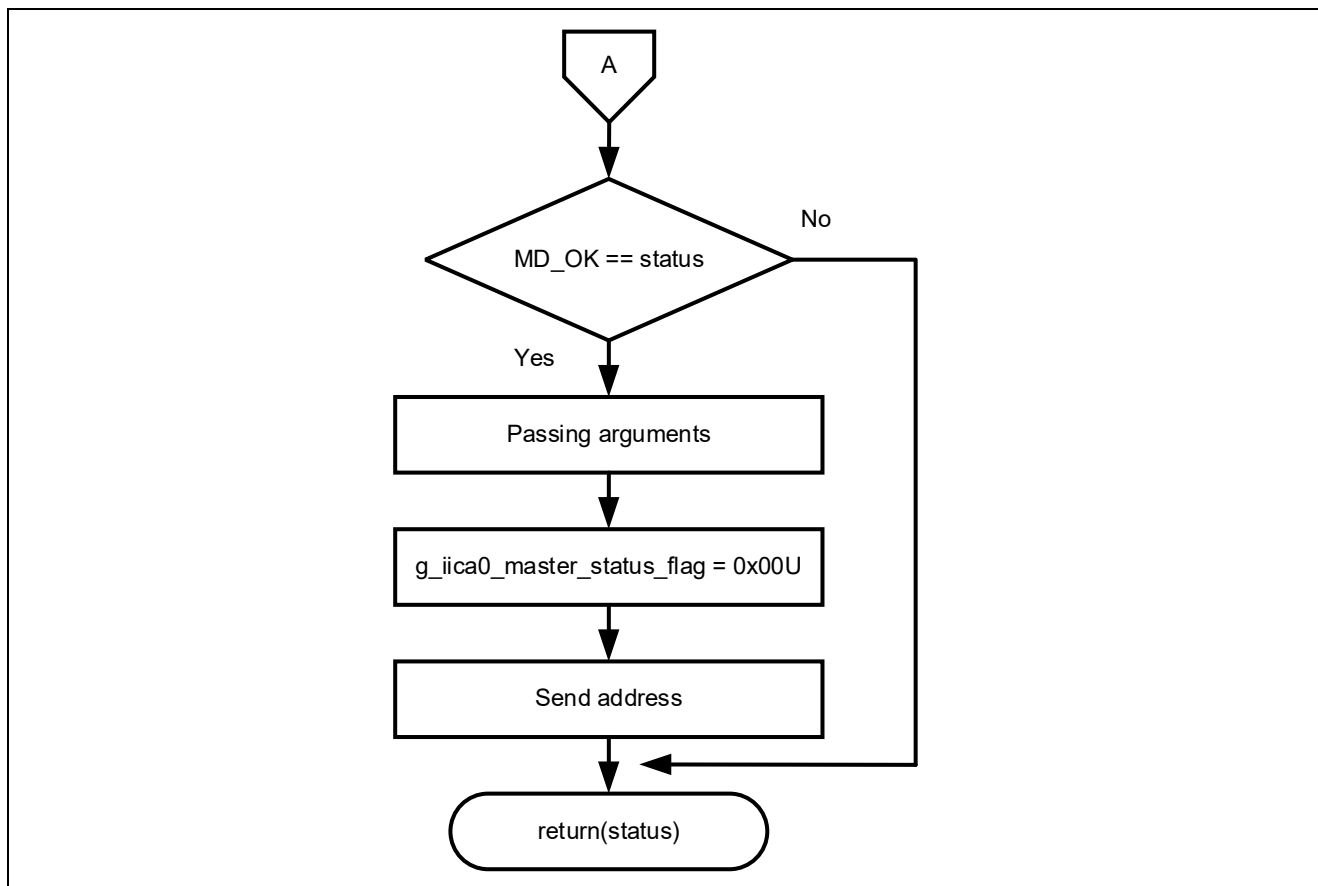 A
MD_OK == status
No
Yes
Passing arguments
g_iica0_master_status_flag = 0x00U
Send address
return(status)